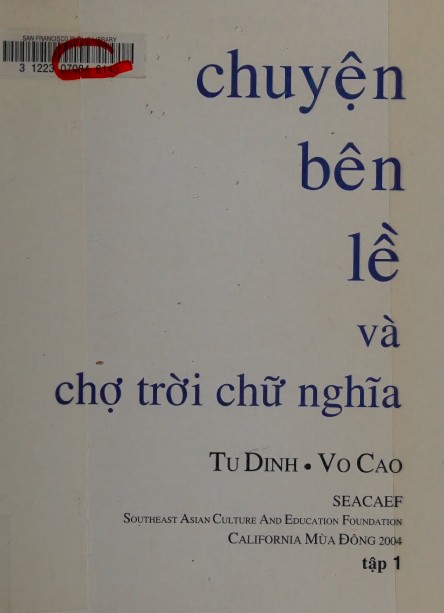 SAN FRANCISCO PUBLIC LIBRARY
3 1223
chuyện
bên
lề
và
chợ trời chữ nghĩa
TU DINH • VO CAO
SEACAEF
SOUTHEAST ASIAN CULTURE AND EDUCATION FOUNDATION
CALIFORNIA MÙA ĐÔNG 2004
tập 1